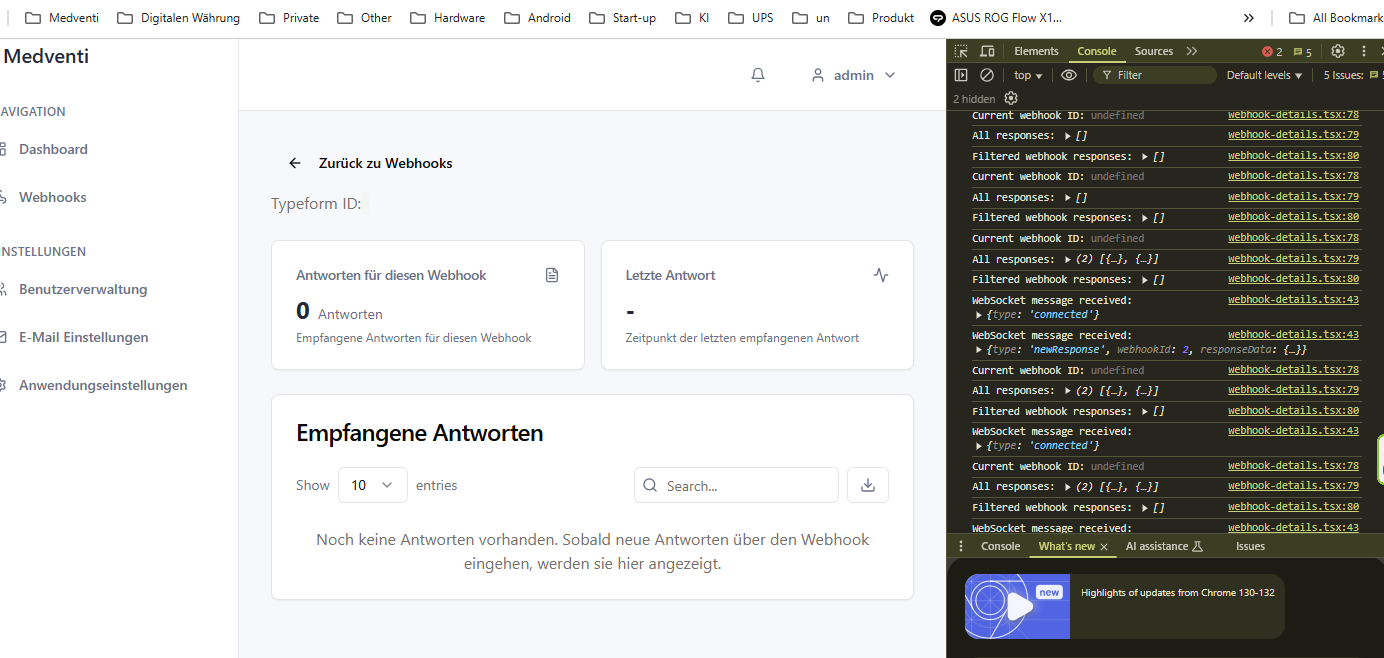 Medventi Digitalen Währung Private Other Hardware Android Start-up KI UPS un Produkt ASUS ROG Flow X1... » All Bookmark
Medventi
admin
AVIGATION
Dashboard
Webhooks
INSTELLUNGEN
Benutzerverwaltung
E-Mail Einstellungen
Anwendungseinstellungen
Zurück zu Webhooks
Typeform ID:
Antworten für diesen Webhook
0 Antworten
Empfangene Antworten für diesen Webhook
Letzte Antwort
-
Zeitpunkt der letzten empfangenen Antwort
Empfangene Antworten
Show 10 entries
Search...
Noch keine Antworten vorhanden. Sobald neue Antworten über den Webhook
eingehen, werden sie hier angezeigt.
Elements Console Sources 2 5
top Filter Default levels 5 Issues: 5
2 hidden
Current webhook ID: undefined webhook-details.tsx:78
All responses: ▶ [] webhook-details.tsx:79
Filtered webhook responses: ▶ [] webhook-details.tsx:80
Current webhook ID: undefined webhook-details.tsx:78
All responses: ▶ [] webhook-details.tsx:79
Filtered webhook responses: ▶ [] webhook-details.tsx:80
Current webhook ID: undefined webhook-details.tsx:78
All responses: ▶ (2) [{…}, {…}] webhook-details.tsx:79
Filtered webhook responses: ▶ [] webhook-details.tsx:80
WebSocket message received: webhook-details.tsx:43
▶ {type: 'connected'}
WebSocket message received: webhook-details.tsx:43
▶ {type: 'newResponse', webhookId: 2, responseData: {…}}
Current webhook ID: undefined webhook-details.tsx:78
All responses: ▶ (2) [{…}, {…}] webhook-details.tsx:79
Filtered webhook responses: ▶ [] webhook-details.tsx:80
WebSocket message received: webhook-details.tsx:43
▶ {type: 'connected'}
Current webhook ID: undefined webhook-details.tsx:78
All responses: ▶ (2) [{…}, {…}] webhook-details.tsx:79
Filtered webhook responses: ▶ [] webhook-details.tsx:80
WebSocket message received: webhook-details.tsx:43
Console What's new × AI assistance Issues
new
Highlights of updates from Chrome 130-132